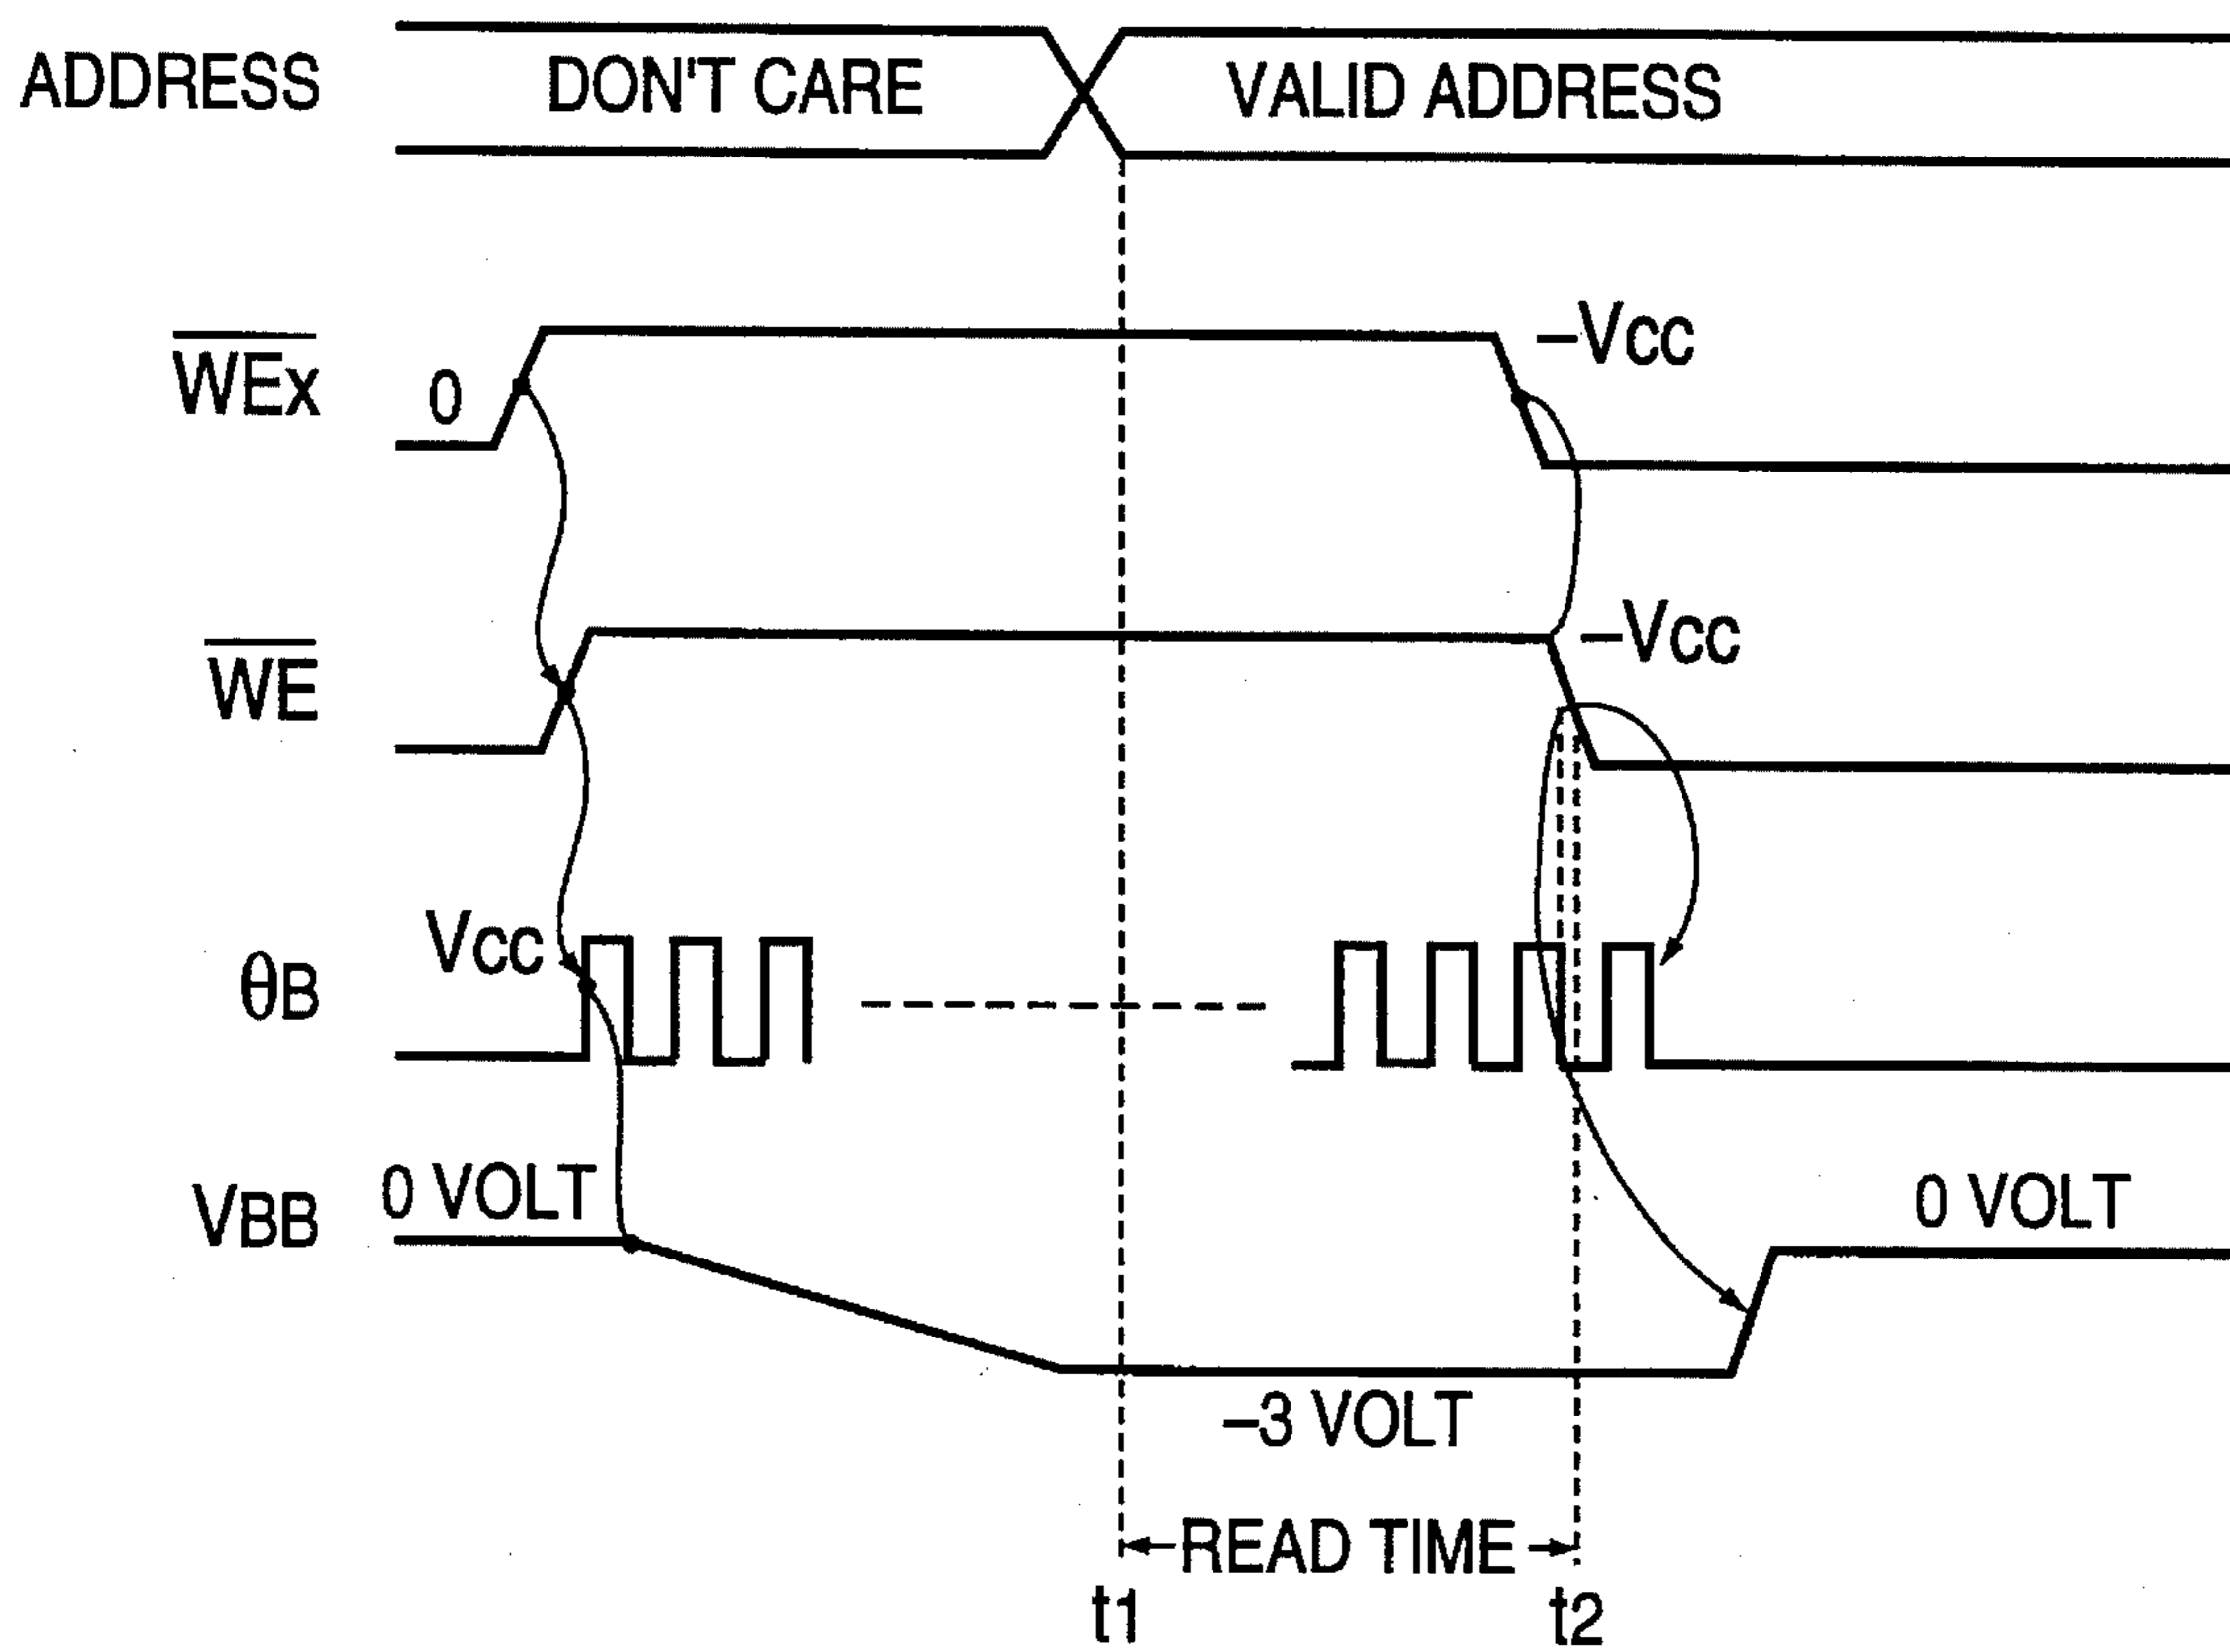 ADDRESS DON'T CARE VALID ADDRESS
WEx 0 –Vcc
WE –Vcc
θB Vcc
VBB 0 VOLT 0 VOLT
–3 VOLT
READ TIME
t1 t2